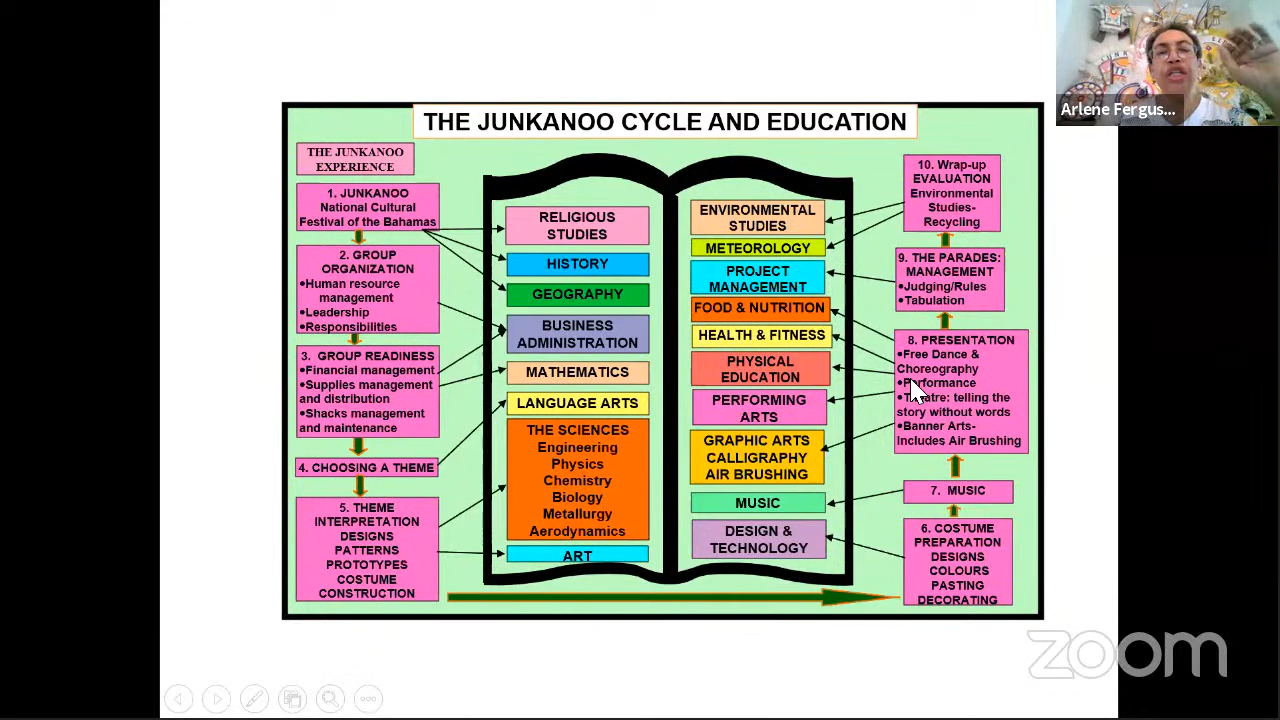 THE JUNKANOO CYCLE AND EDUCATION
THE JUNKANOO
EXPERIENCE
1. JUNKANOO
National Cultural
Festival of the Bahamas
2. GROUP
ORGANIZATION
•Human resource
management
•Leadership
•Responsibilities
3. GROUP READINESS
•Financial management
•Supplies management
and distribution
•Shacks management
and maintenance
4. CHOOSING A THEME
5. THEME
INTERPRETATION
DESIGNS
PATTERNS
PROTOTYPES
COSTUME
CONSTRUCTION
RELIGIOUS
STUDIES
HISTORY
GEOGRAPHY
BUSINESS
ADMINISTRATION
MATHEMATICS
LANGUAGE ARTS
THE SCIENCES
Engineering
Physics
Chemistry
Biology
Metallurgy
Aerodynamics
ART
ENVIRONMENTAL
STUDIES
METEOROLOGY
PROJECT
MANAGEMENT
FOOD & NUTRITION
HEALTH & FITNESS
PHYSICAL
EDUCATION
PERFORMING
ARTS
GRAPHIC ARTS
CALLIGRAPHY
AIR BRUSHING
MUSIC
DESIGN &
TECHNOLOGY
10. Wrap-up
EVALUATION
Environmental
Studies-
Recycling
9. THE PARADES:
MANAGEMENT
•Judging/Rules
•Tabulation
8. PRESENTATION
•Free Dance &
Choreography
•Performance
•Theatre: telling the
story without words
•Banner Arts-
Includes Air Brushing
7. MUSIC
6. COSTUME
PREPARATION
DESIGNS
COLOURS
PASTING
DECORATING
Arlene Fergus...
zoom